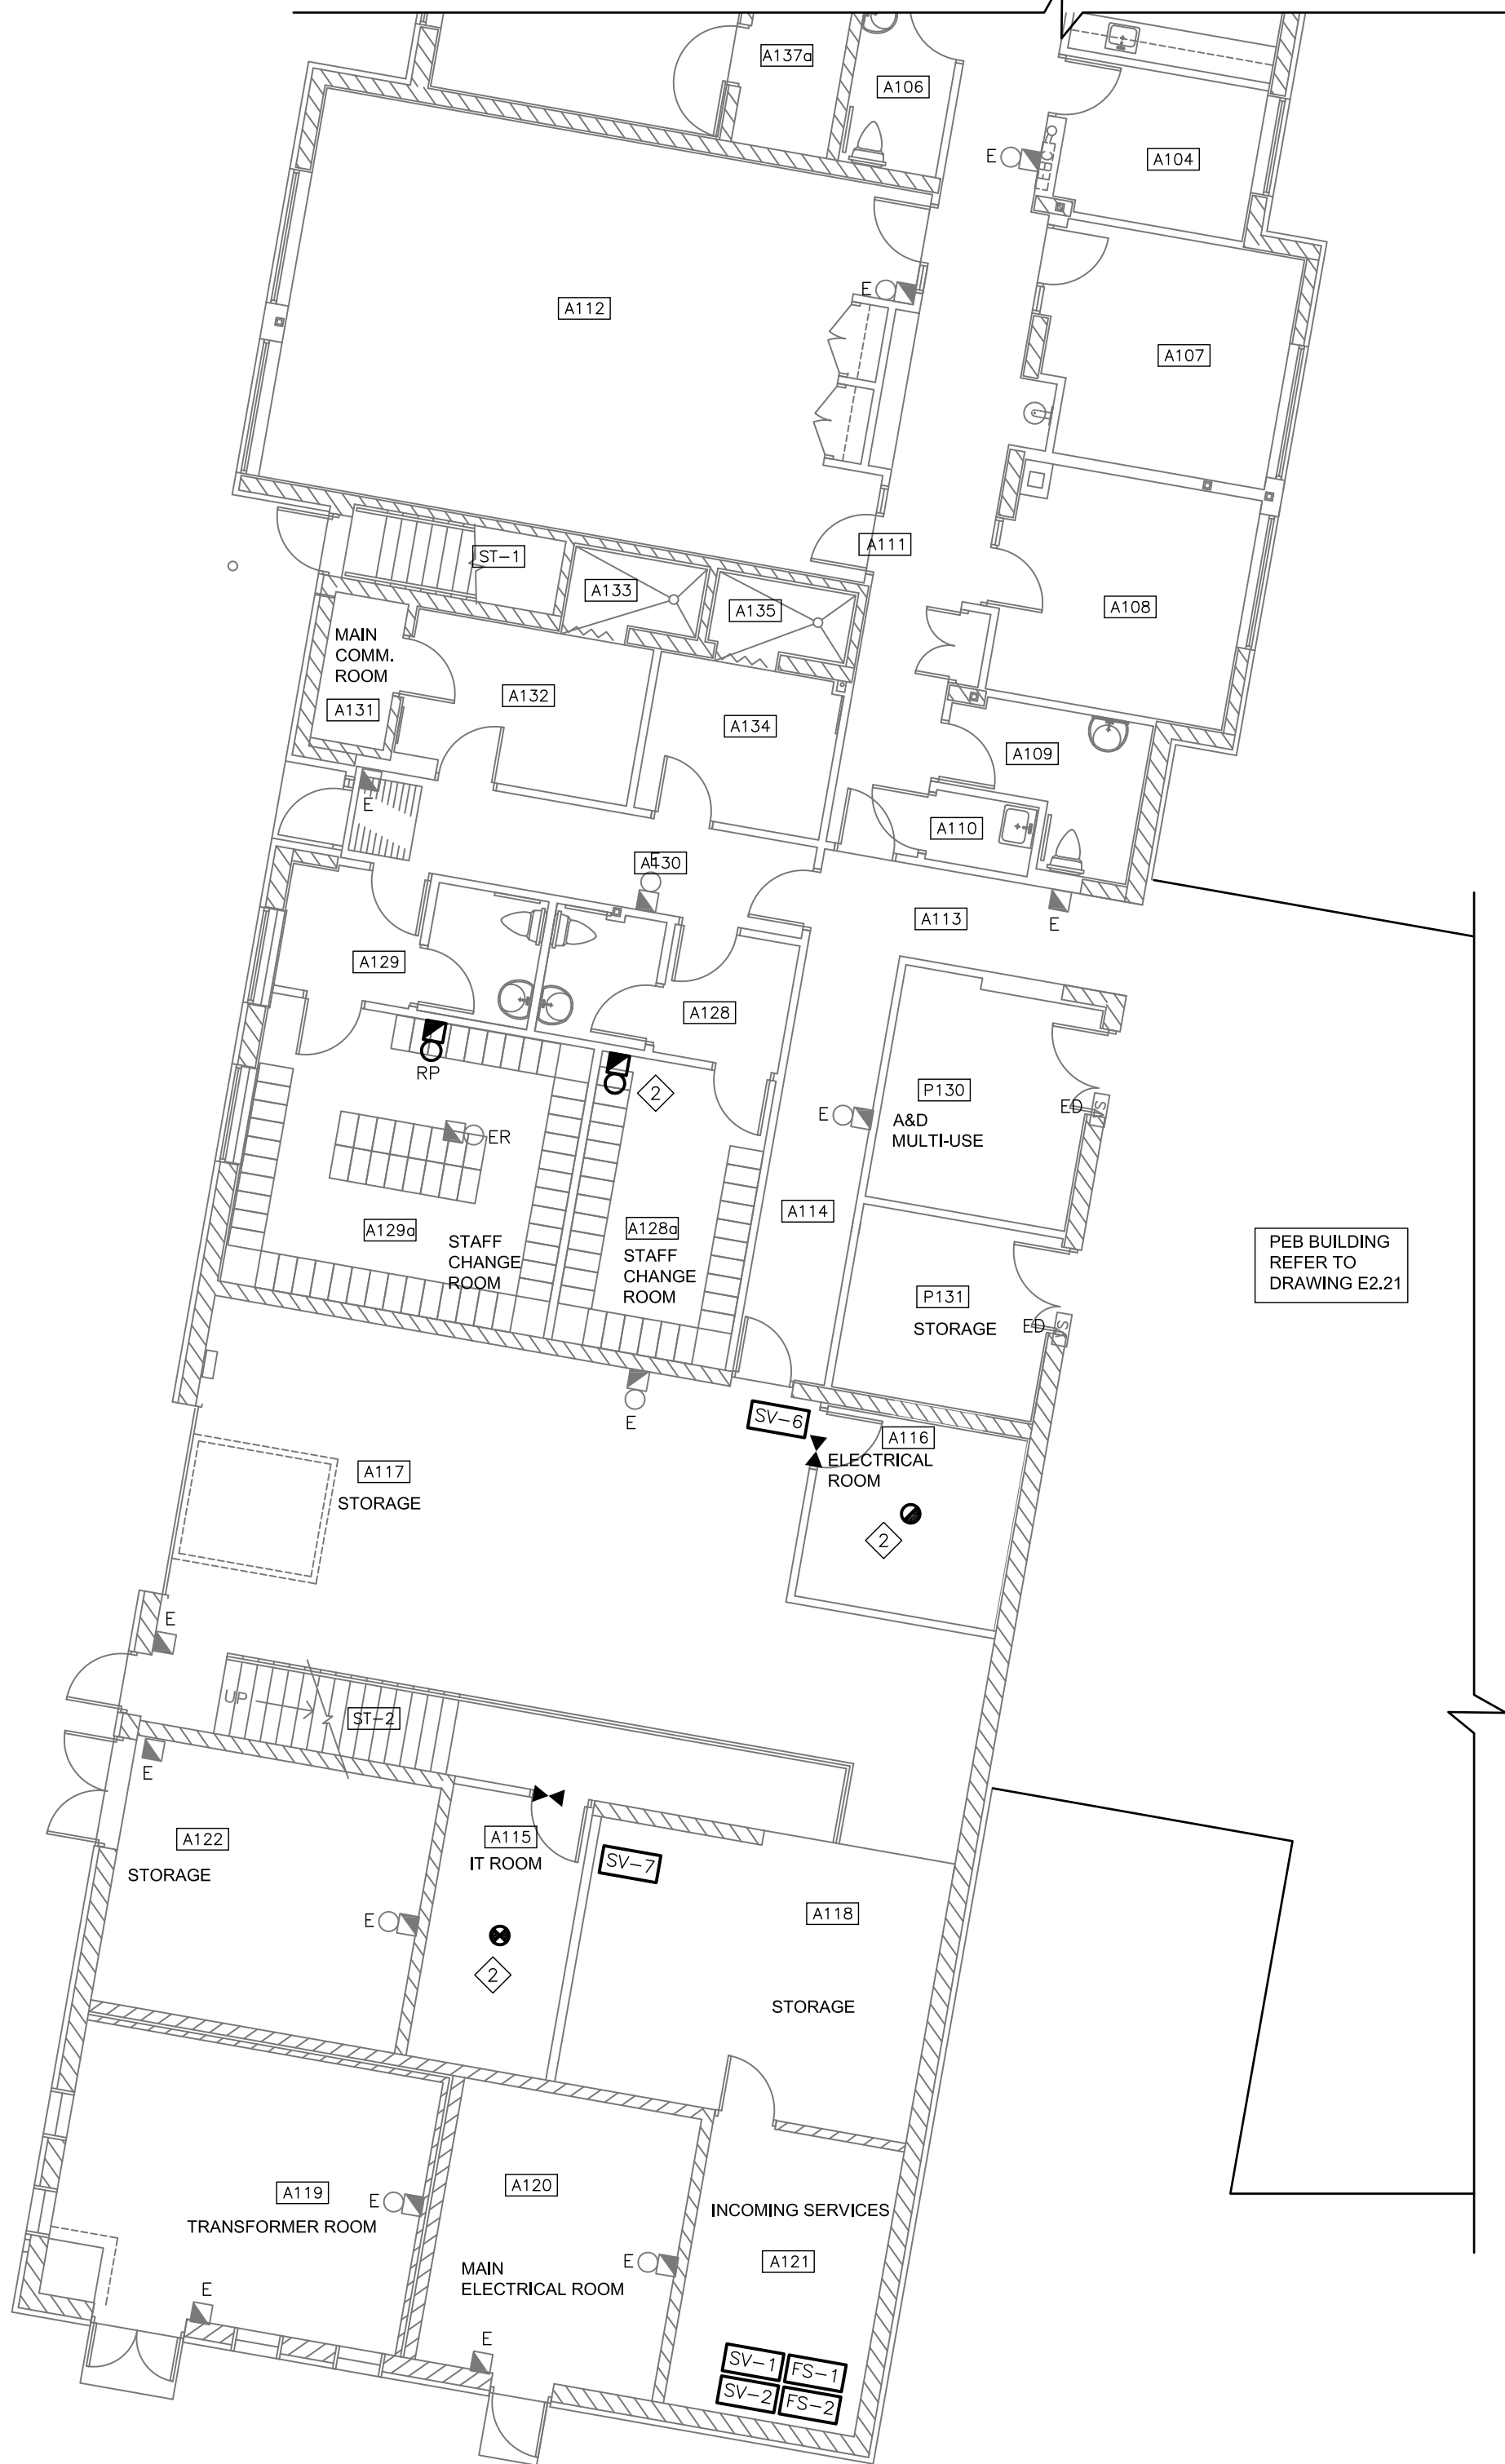 A137a
A106
E
ELEC.
A104
E
A112
A107
A111
ST-1
A133
A135
A108
MAIN
COMM.
ROOM
A131
A132
A134
A109
E
A110
A130
E
A113
E
A129
A128
RP
2
P130
ED
VS
E
A&D
MULTI-USE
ER
A114
A129a
A128a
STAFF
CHANGE
ROOM
STAFF
CHANGE
ROOM
PEB BUILDING
REFER TO
DRAWING E2.21
P131
STORAGE
ED
VS
E
SV-6
A116
ELECTRICAL
ROOM
A117
STORAGE
2
E
UP
ST-2
E
A122
STORAGE
A115
IT ROOM
SV-7
E
A118
2
STORAGE
A119
TRANSFORMER ROOM
E
A120
INCOMING SERVICES
A121
E
MAIN
ELECTRICAL ROOM
E
E
SV-1
FS-1
SV-2
FS-2